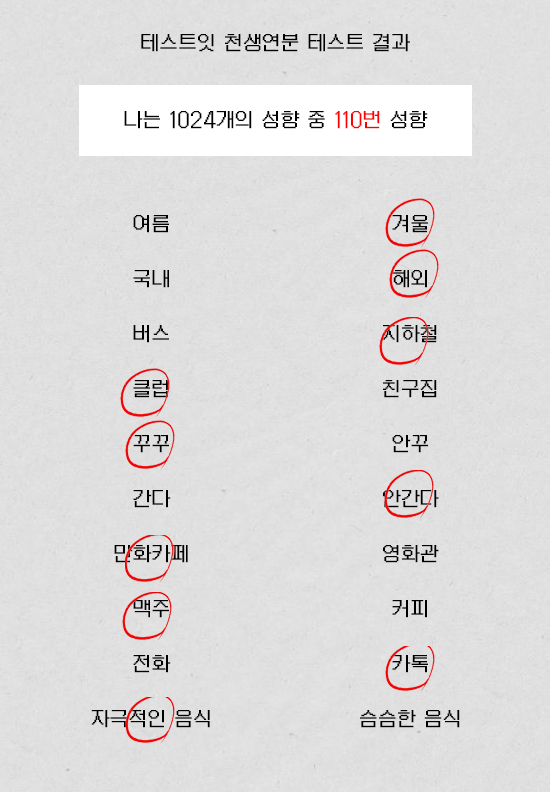 테스트잇 천생연분 테스트 결과
나는 1024개의 성향 중 110번 성향
여름 겨울
국내 해외
버스 지하철
클럽 친구집
꾸꾸 안꾸
간다 안간다
만화카페 영화관
맥주 커피
전화 카톡
자극적인 음식 슴슴한 음식